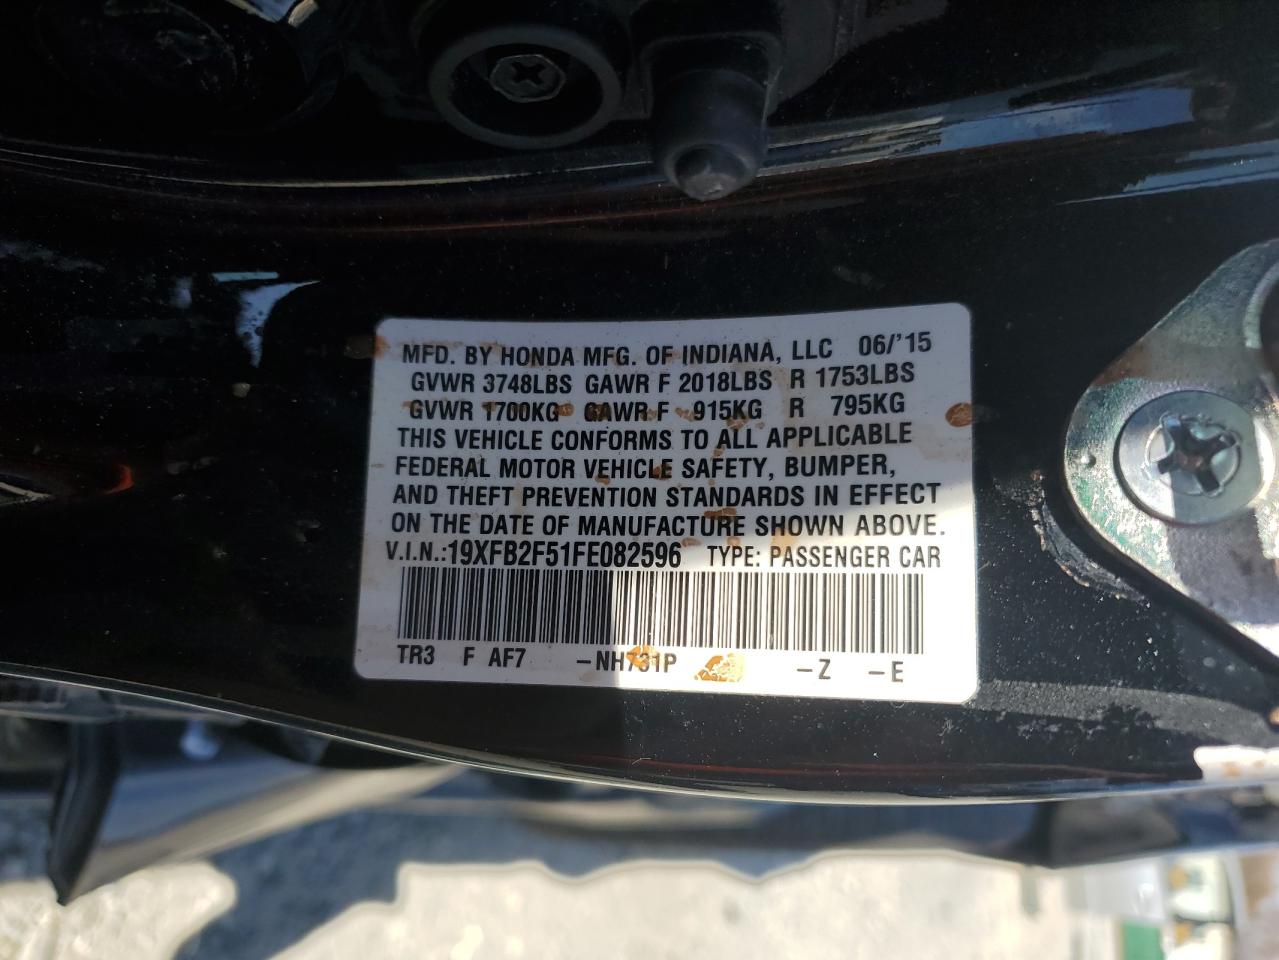 MFD. BY HONDA MFG. OF INDIANA, LLC 06/'15
GVWR 3748LBS GAWR F 2018LBS R 1753LBS
GVWR 1700KG GAWR F 915KG R 795KG
THIS VEHICLE CONFORMS TO ALL APPLICABLE
FEDERAL MOTOR VEHICLE SAFETY, BUMPER,
AND THEFT PREVENTION STANDARDS IN EFFECT
ON THE DATE OF MANUFACTURE SHOWN ABOVE.
V.I.N.:19XFB2F51FE082596 TYPE: PASSENGER CAR
TR3 F AF7 -NH731P -Z -E